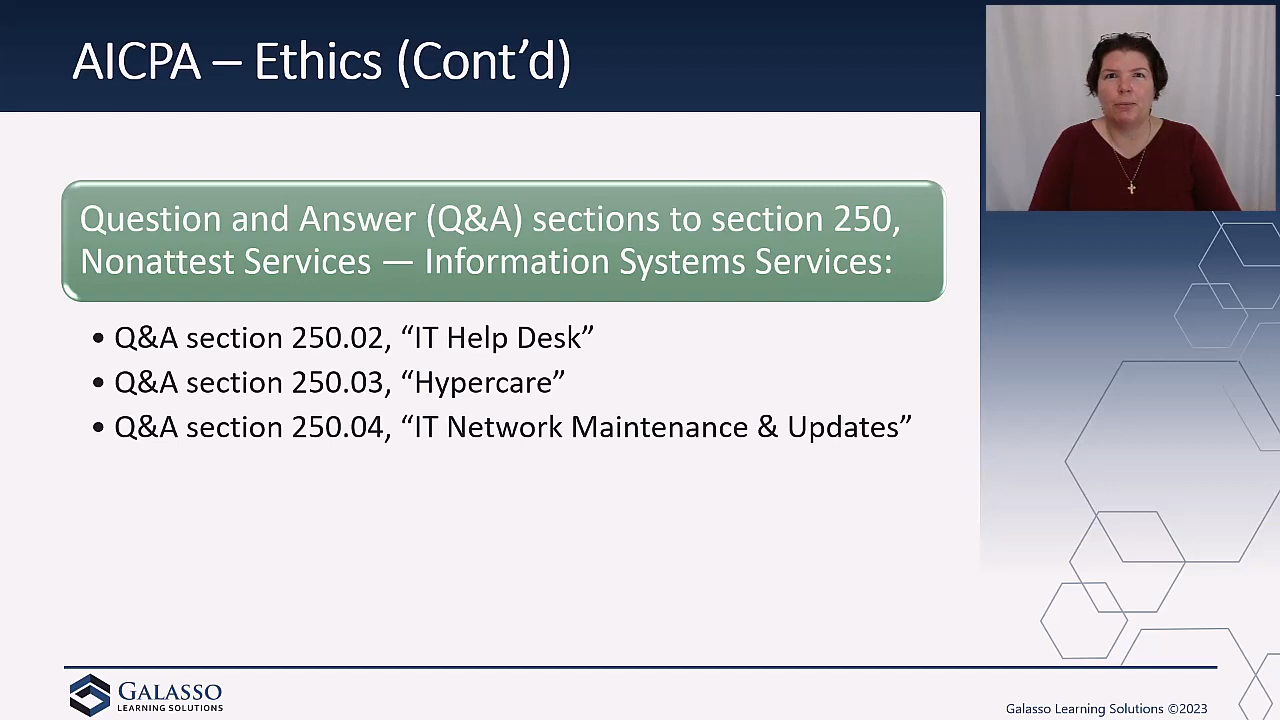 AICPA – Ethics (Cont’d)
Question and Answer (Q&A) sections to section 250,
Nonattest Services — Information Systems Services:
• Q&A section 250.02, “IT Help Desk”
• Q&A section 250.03, “Hypercare”
• Q&A section 250.04, “IT Network Maintenance & Updates”
GALASSO
LEARNING SOLUTIONS
Galasso Learning Solutions ©2023